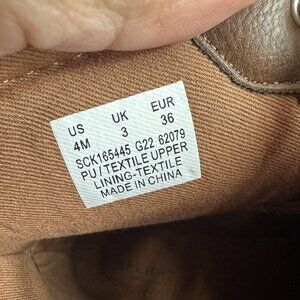 US UK EUR
4M 3 36
SCK165445 G22 62079
PU/TEXTILE UPPER
LINING-TEXTILE
MADE IN CHINA